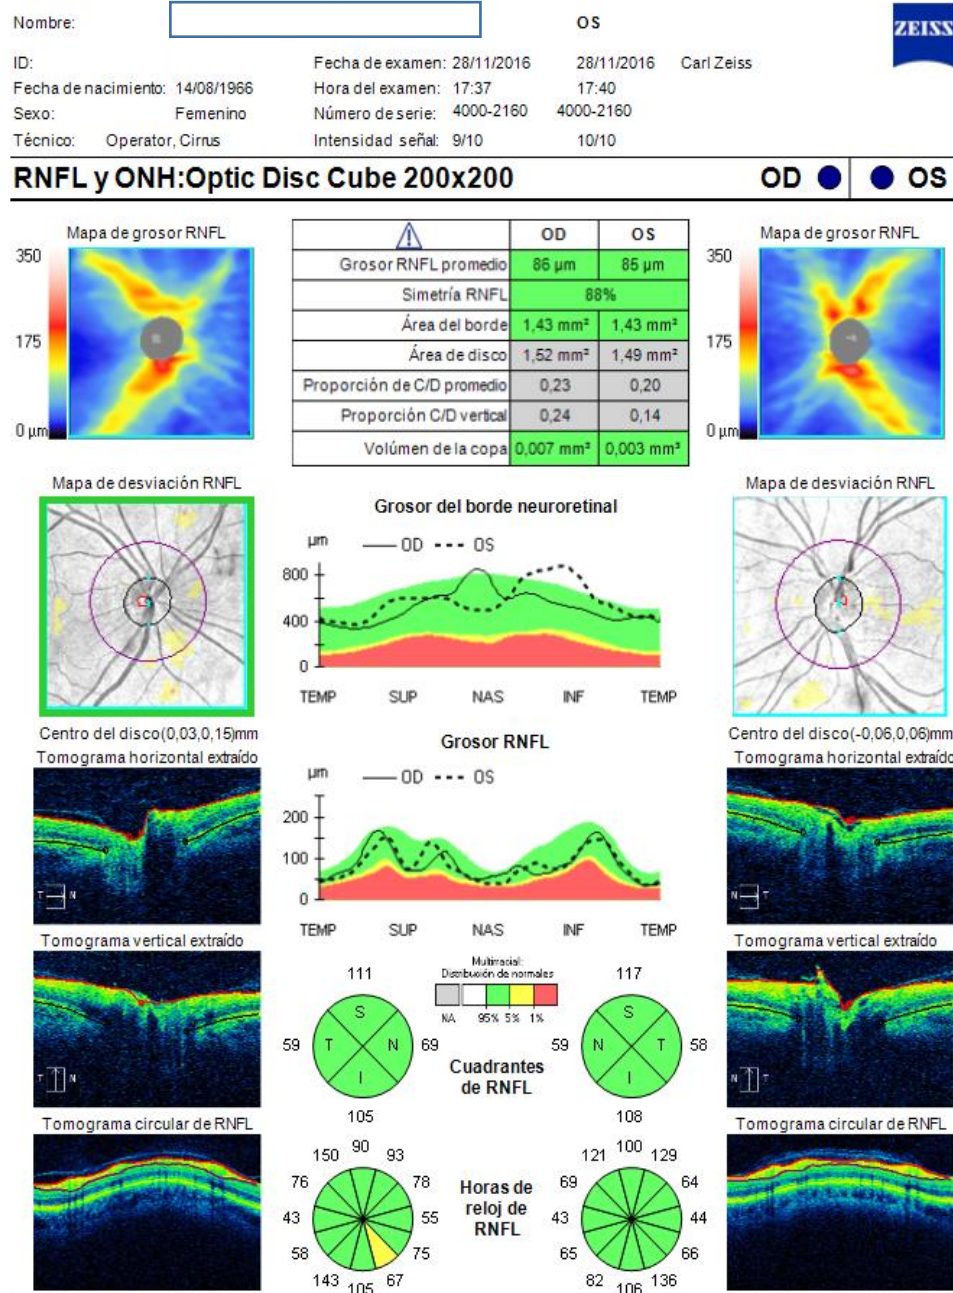 Nombre: OS
ZEISS
ID: Fecha de examen: 28/11/2016 28/11/2016 Carl Zeiss
Fecha de nacimiento: 14/08/1966 Hora del examen: 17:37 17:40
Sexo: Femenino Número de serie: 4000-2160 4000-2160
Técnico: Operator, Cirrus Intensidad señal: 9/10 10/10
RNFL y ONH:Optic Disc Cube 200x200 OD OS
Mapa de grosor RNFL
350
175
0 µm
OD OS
Grosor RNFL promedio 86 µm 85 µm
Simetría RNFL 88%
Área del borde 1,43 mm² 1,43 mm²
Área de disco 1,52 mm² 1,49 mm²
Proporción de C/D promedio 0,23 0,20
Proporción C/D vertical 0,24 0,14
Volúmen de la copa 0,007 mm³ 0,003 mm³
Mapa de grosor RNFL
350
175
0 µm
Mapa de desviación RNFL
Centro del disco(0,03,0,15)mm
Grosor del borde neuroretinal
µm OD OS
800
400
0
TEMP SUP NAS INF TEMP
Mapa de desviación RNFL
Centro del disco(-0,06,0,06)mm
Tomograma horizontal extraído
T N
Grosor RNFL
µm OD OS
200
100
0
TEMP SUP NAS INF TEMP
Tomograma horizontal extraído
N T
Tomograma vertical extraído
T N
Multirracial:
Distribución de normales
NA 95% 5% 1%
111
59 T S N I 69
105
Cuadrantes
de RNFL
117
59 N S T I 58
108
Tomograma vertical extraído
N T
Tomograma circular de RNFL
90
150 93
76 78
43 55
58 75
143 67
105
Horas de
reloj de
RNFL
100
121 129
69 64
43 44
65 66
82 136
106
Tomograma circular de RNFL